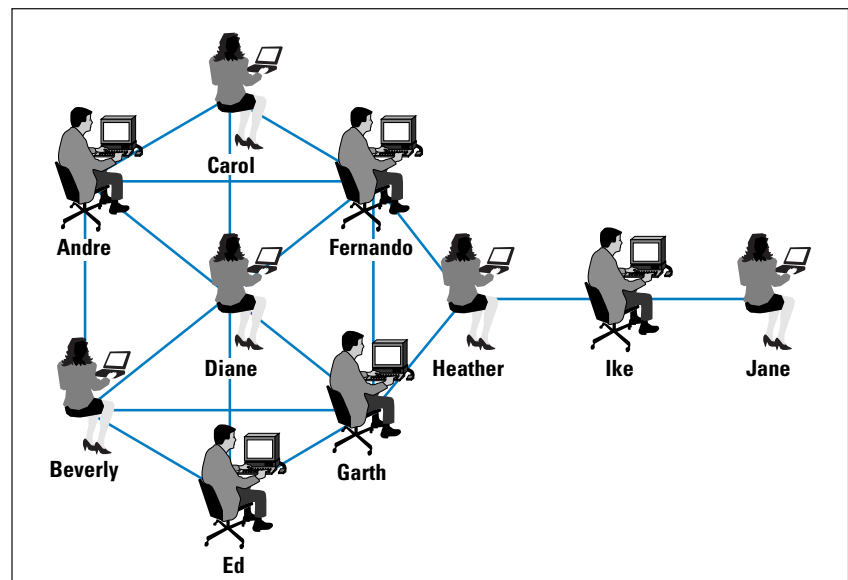 Carol
Andre
Fernando
Diane
Heather
Ike
Jane
Beverly
Garth
Ed